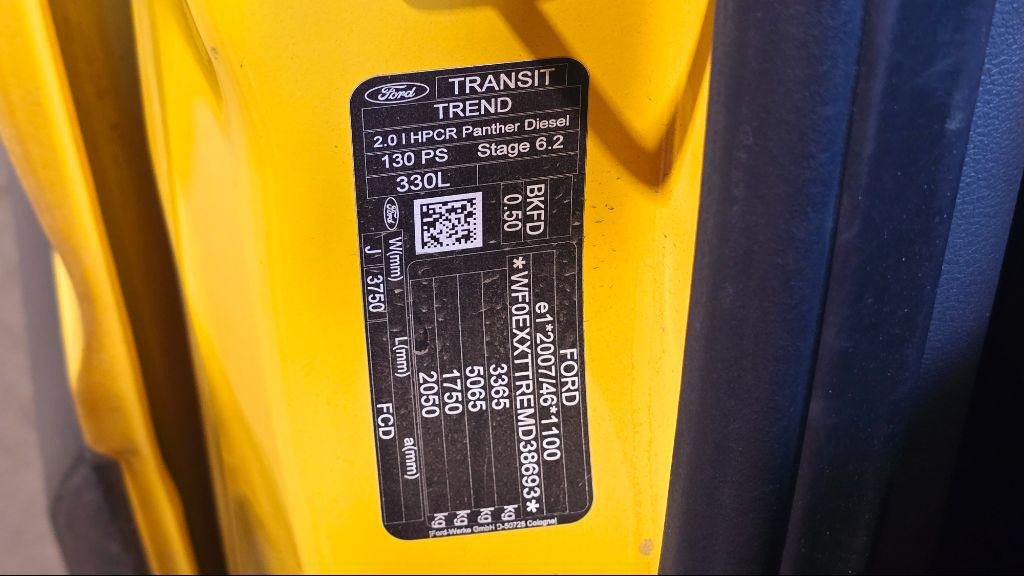 Ford TRANSIT
TREND
2.0 l HPCR Panther Diesel
130 PS Stage 6.2
330L
BKFD
0.50
Ford
FORD
e1*2007/46*1100
*WF0EXXTTREMD38693*
3365 kg
5065 kg
1750 kg
2050 kg
W(mm) L(mm) a(mm)
J 3750 FCD
Ford-Werke GmbH D-50725 Cologne